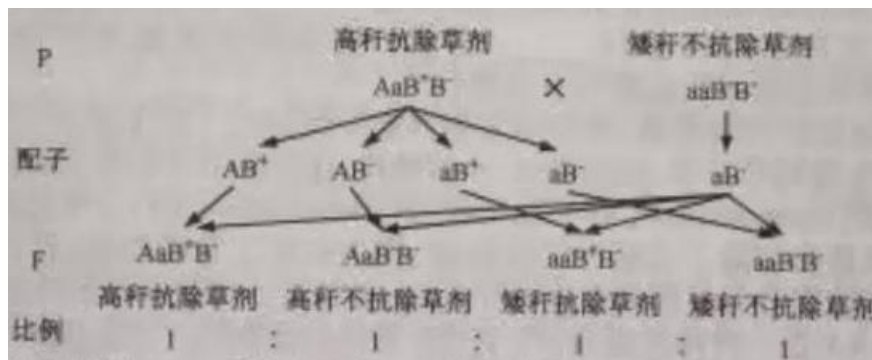 P 高秆抗除草剂 矮秆不抗除草剂
AaB⁺B⁻ × aaB⁻B⁻
配子 AB⁺ AB⁻ aB⁺ aB⁻ aB⁻
F AaB⁺B⁻ AaB⁻B⁻ aaB⁺B⁻ aaB⁻B⁻
高秆抗除草剂 高秆不抗除草剂 矮秆抗除草剂 矮秆不抗除草剂
比例 1 : 1 : 1 : 1